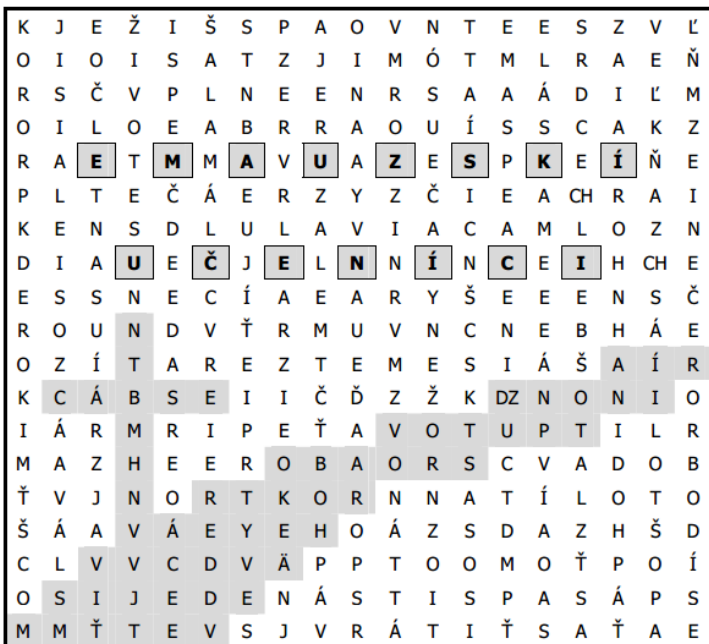 K J E Ž I Š S P A O V N T E E S Z V Ľ
O I O I S A T Z J I M Ó T M L R A E Ň
R S Č V P L N E E N R S A A Á D I Ľ M
O I L O E A B R R A O U Í S S C A K Z
R A E T M M A V U A Z E S P K E Í Ň E
P L T E Č Á E R Z Y Z Č I E A CH R A I
K E N S D L U L A V I A C A M L O Z N
D I A U E Č J E L N N Í N C E I H CH E
E S S N E C Í A E A R Y Š E E E N S Č
R O U N D V Ť R M U V N C N E B H Á E
O Z Í T A R E Z T E M E S I Á Š A Í R
K C Á B S E I I Č Ď Z Ž K DZ N O N I O
I Á R M R I P E Ť A V O T U P T I L R
M A Z H E E R O B A O R S C V A D O B
Ť V J N O R T K O R N N A T Í L O T O
Š Á A V Á E Y E H O Á Z S D A Z H Š D
C L V V C D V Ä P P T O O M O Ť P O Í
O S I J E D E N Á S T I S P A S Á P S
M M Ť T E V S J V R Á T I Ť S A Ť A E